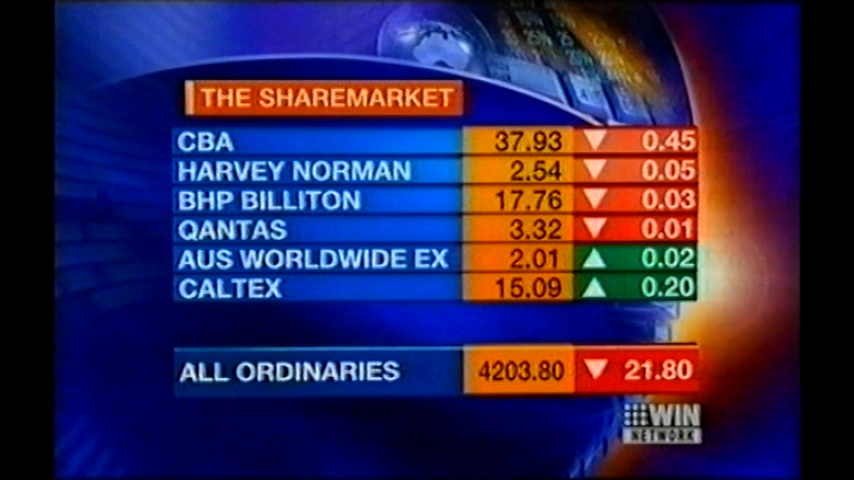 THE SHAREMARKET
CBA 37.93 ▼ 0.45
HARVEY NORMAN 2.54 ▼ 0.05
BHP BILLITON 17.76 ▼ 0.03
QANTAS 3.32 ▼ 0.01
AUS WORLDWIDE EX 2.01 ▲ 0.02
CALTEX 15.09 ▲ 0.20
ALL ORDINARIES 4203.80 ▼ 21.80
WIN
NETWORK